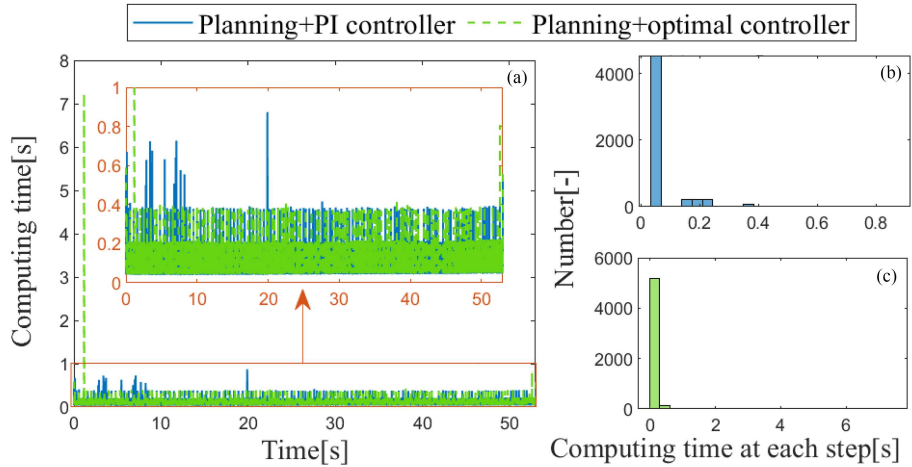 Planning+PI controller Planning+optimal controller
(a)
Computing time[s]
8
7
6
5
4
3
2
1
0
0 10 20 30 40 50
Time[s]
1
0.8
0.6
0.4
0.2
0
0 10 20 30 40 50
(b)
Number[-]
4000
2000
0
0 0.2 0.4 0.6 0.8
(c)
6000
4000
2000
0
0 2 4 6
Computing time at each step[s]